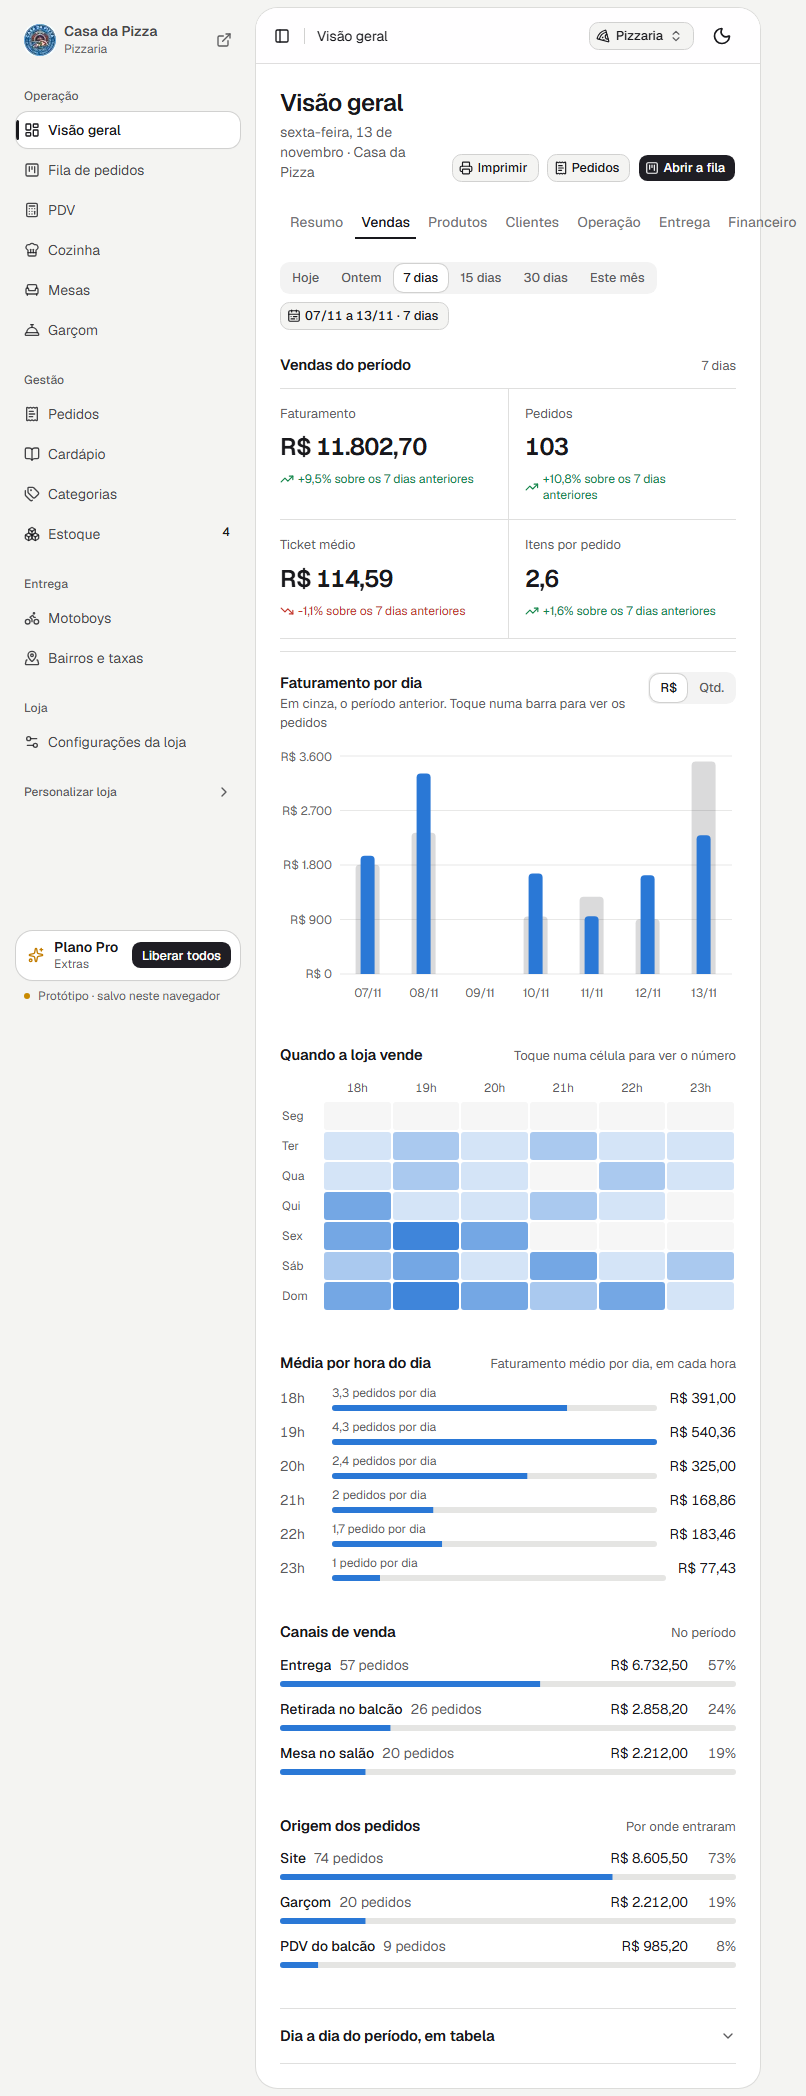 Casa da Pizza
Pizzaria
Operação
Visão geral
Fila de pedidos
PDV
Cozinha
Mesas
Garçom
Gestão
Pedidos
Cardápio
Categorias
Estoque 4
Entrega
Motoboys
Bairros e taxas
Loja
Configurações da loja
Personalizar loja
Plano Pro
Extras
Liberar todos
Protótipo · salvo neste navegador
Visão geral
Pizzaria
Visão geral
sexta-feira, 13 de
novembro · Casa da
Pizza
Imprimir Pedidos Abrir a fila
Resumo Vendas Produtos Clientes Operação Entrega Financeiro
Hoje Ontem 7 dias 15 dias 30 dias Este mês
07/11 a 13/11 · 7 dias
Vendas do período 7 dias
Faturamento
R$ 11.802,70
+9,5% sobre os 7 dias anteriores
Pedidos
103
+10,8% sobre os 7 dias
anteriores
Ticket médio
R$ 114,59
-1,1% sobre os 7 dias anteriores
Itens por pedido
2,6
+1,6% sobre os 7 dias anteriores
Faturamento por dia
Em cinza, o período anterior. Toque numa barra para ver os
pedidos
R$ Qtd.
R$ 3.600
R$ 2.700
R$ 1.800
R$ 900
R$ 0
07/11 08/11 09/11 10/11 11/11 12/11 13/11
Quando a loja vende Toque numa célula para ver o número
18h 19h 20h 21h 22h 23h
Seg
Ter
Qua
Qui
Sex
Sáb
Dom
Média por hora do dia Faturamento médio por dia, em cada hora
18h 3,3 pedidos por dia R$ 391,00
19h 4,3 pedidos por dia R$ 540,36
20h 2,4 pedidos por dia R$ 325,00
21h 2 pedidos por dia R$ 168,86
22h 1,7 pedido por dia R$ 183,46
23h 1 pedido por dia R$ 77,43
Canais de venda No período
Entrega 57 pedidos R$ 6.732,50 57%
Retirada no balcão 26 pedidos R$ 2.858,20 24%
Mesa no salão 20 pedidos R$ 2.212,00 19%
Origem dos pedidos Por onde entraram
Site 74 pedidos R$ 8.605,50 73%
Garçom 20 pedidos R$ 2.212,00 19%
PDV do balcão 9 pedidos R$ 985,20 8%
Dia a dia do período, em tabela